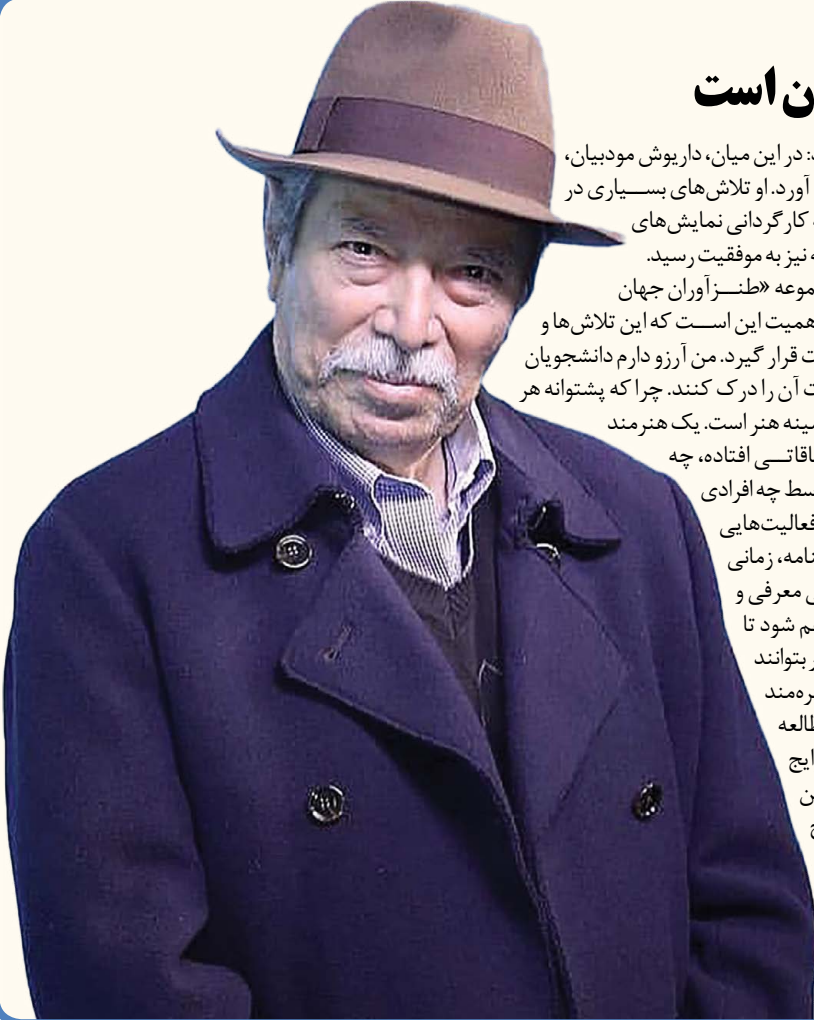 ن است
: در این میان، داریوش مودبیان،
آورد. او تلاش‌های بسیاری در
کارگردانی نمایش‌های
ه نیز به موفقیت رسید.
موعه «طنزآوران جهان
همیت این است که این تلاش‌ها و
ت قرار گیرد. من آرزو دارم دانشجویان
ت آن را درک کنند. چرا که پشتوانه هر
مینه هنر است. یک هنرمند
فاقاتی افتاده، چه
سط چه افرادی
فعالیت‌هایی
نامه، زمانی
ی معرفی و
هم شود تا
ر بتوانند
ره‌مند
طالعه
ایج
ن